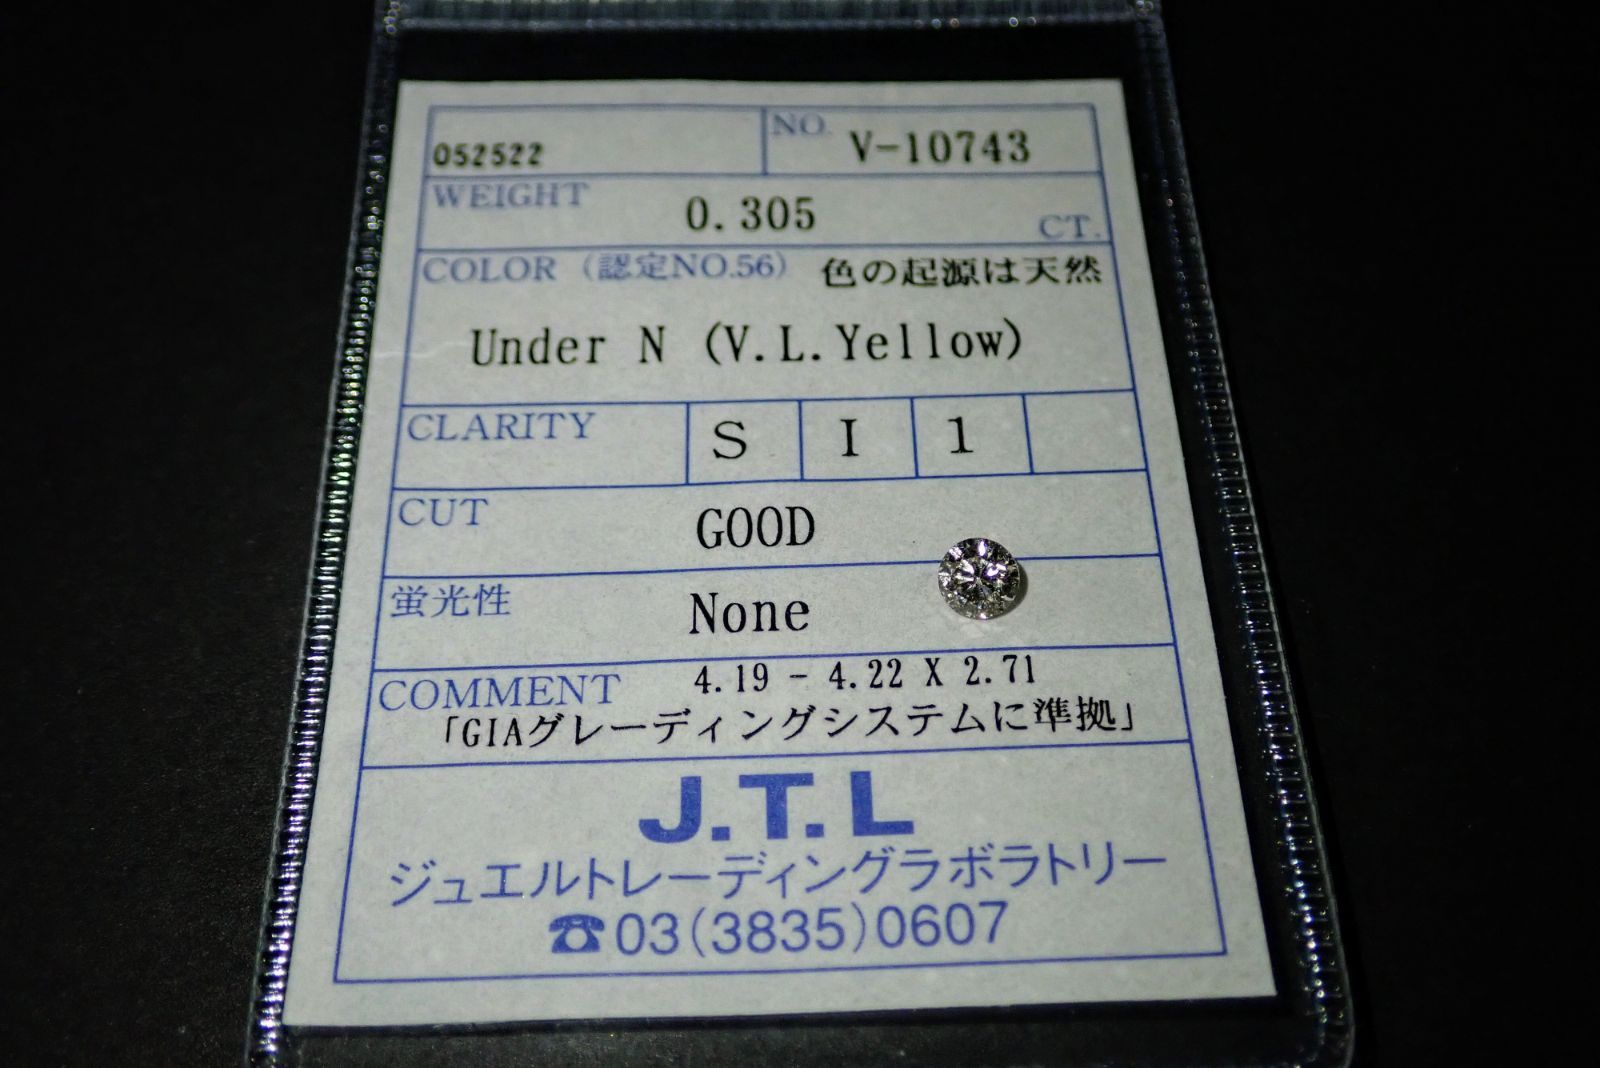 052522
NO. V-10743
WEIGHT 0.305 CT.
COLOR (認定NO.56) 色の起源は天然
Under N (V.L.Yellow)
CLARITY S I 1
CUT GOOD
蛍光性 None
COMMENT 4.19 - 4.22 X 2.71
「GIAグレーディングシステムに準拠」
J.T.L
ジュエルトレーディングラボラトリー
☎03(3835)0607